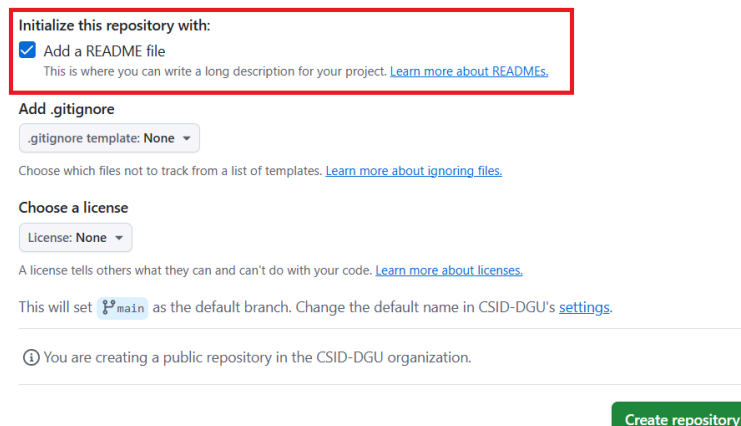 Initialize this repository with:
Add a README file
This is where you can write a long description for your project. Learn more about READMEs.
Add .gitignore
.gitignore template: None
Choose which files not to track from a list of templates. Learn more about ignoring files.
Choose a license
License: None
A license tells others what they can and can't do with your code. Learn more about licenses.
This will set main as the default branch. Change the default name in CSID-DGU's settings.
You are creating a public repository in the CSID-DGU organization.
Create repository